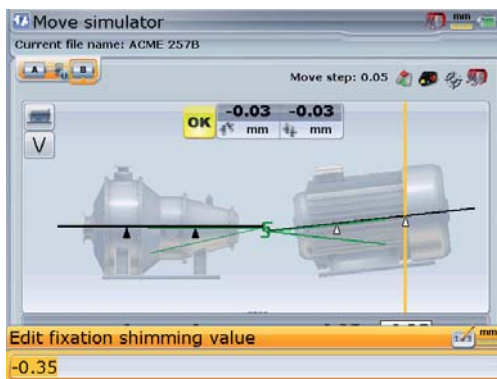 Move simulator
mm
Current file name: ACME 257B
A B
Move step: 0.05
V
OK -0.03 -0.03
mm mm
Edit fixation shimming value
mm
-0.35